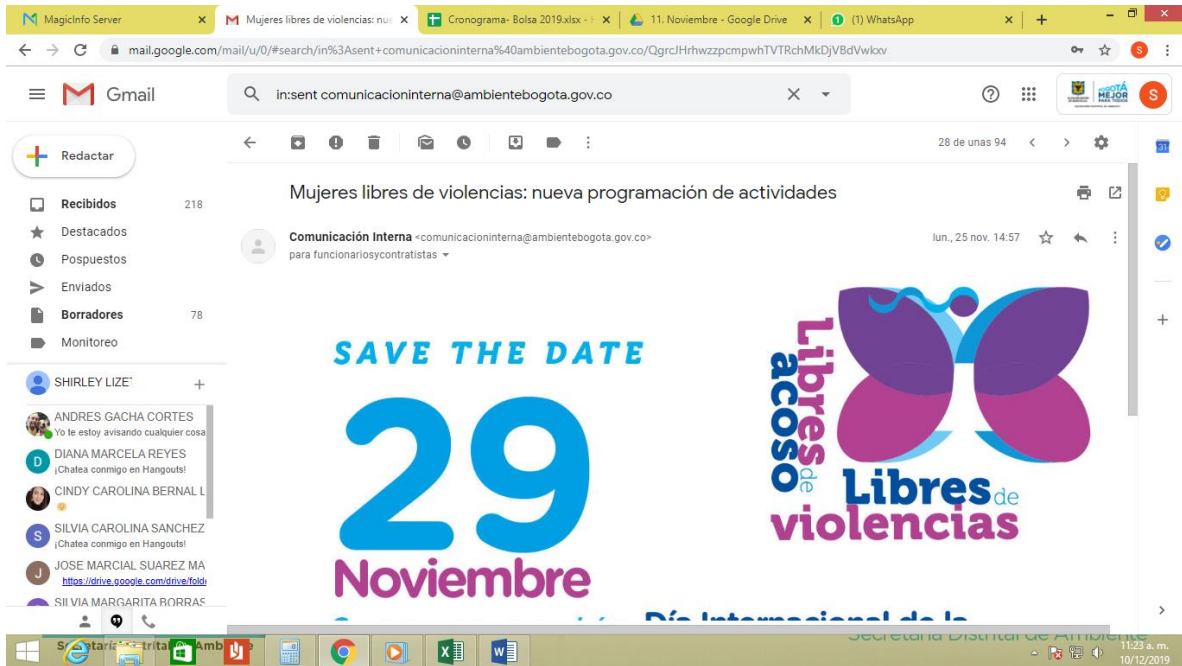 MagicInfo Server
Mujeres libres de violencias: nue
Cronograma- Bolsa 2019.xlsx -
11. Noviembre - Google Drive
(1) WhatsApp
mail.google.com/mail/u/0/#search/in%3Asent+comunicacioninterna%40ambientebogota.gov.co/QgrcJHrhwzzpcmpwhTVTRchMkDjVBdVwkxv
Gmail
in:sent comunicacioninterna@ambientebogota.gov.co
BOGOTÁ
MEJOR
PARA TODOS
S
S
Redactar
28 de unas 94
31
Recibidos 218
Destacados
Pospuestos
Enviados
Borradores 78
Monitoreo
Mujeres libres de violencias: nueva programación de actividades
Comunicación Interna <comunicacioninterna@ambientebogota.gov.co>
lun., 25 nov. 14:57
para funcionariosycontratistas
SHIRLEY LIZET
ANDRES GACHA CORTES
Yo te estoy avisando cualquier cosa
DIANA MARCELA REYES
¡Chatea conmigo en Hangouts!
CINDY CAROLINA BERNAL L
SILVIA CAROLINA SANCHEZ
¡Chatea conmigo en Hangouts!
JOSE MARCIAL SUAREZ MA
https://drive.google.com/drive/folde
SILVIA MARGARITA BORRAS
SAVE THE DATE
29
Noviembre
Libres de
acoso
Libres de
violencias
Día Internacional de la
Secretaría Distrital de Ambiente
11:23 a. m.
10/12/2019